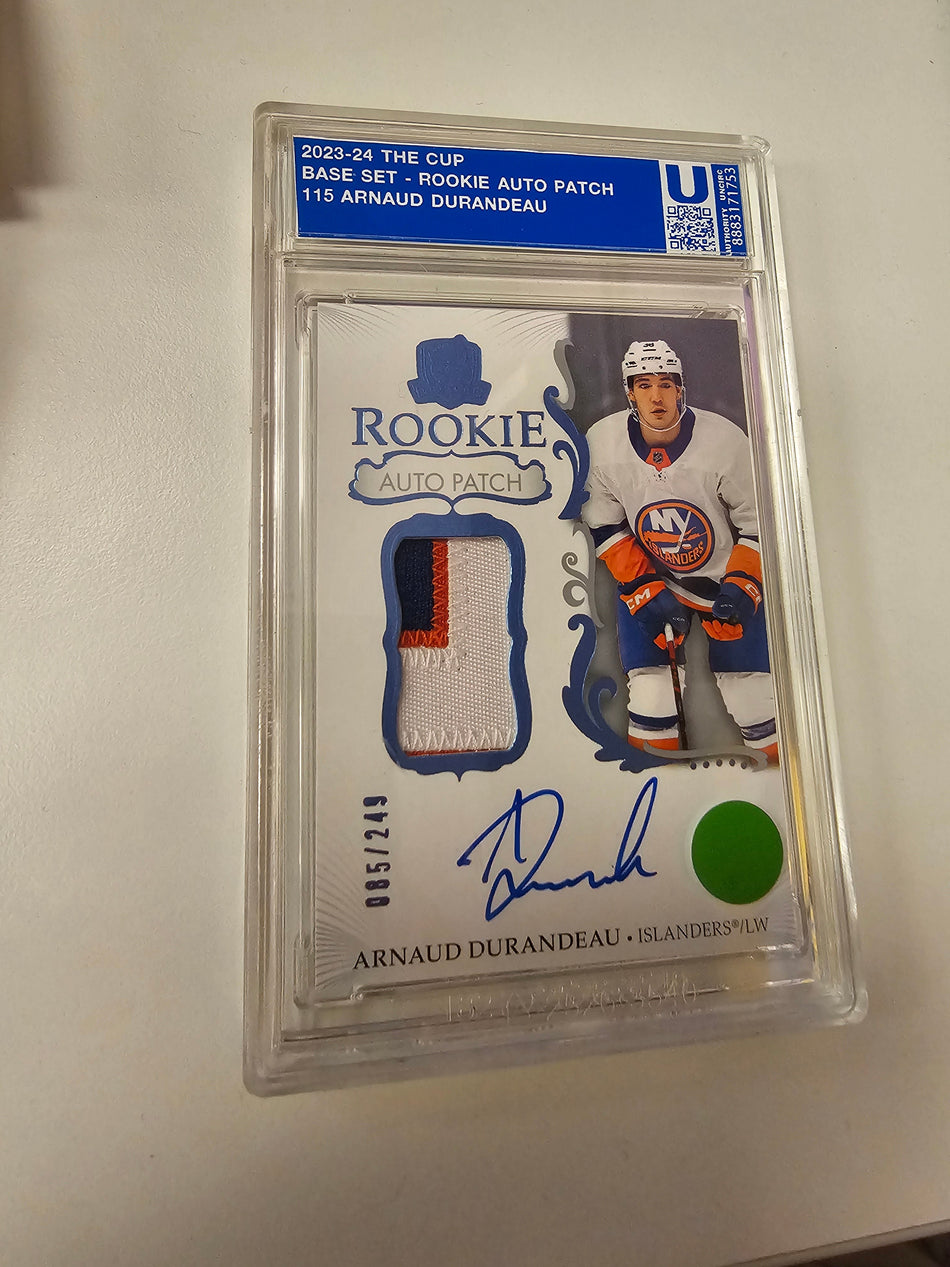 2023-24 THE CUP
BASE SET - ROOKIE AUTO PATCH
115 ARNAUD DURANDEAU
U
AUTHORITY UNCIRC
8883171753
ROOKIE
AUTO PATCH
NY
ISLANDERS
CCM
085/249
ARNAUD DURANDEAU • ISLANDERS®/LW